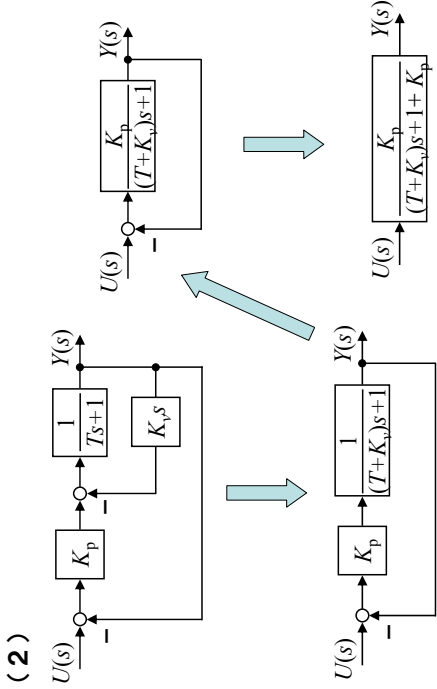 (2)
U(s)
K_p
1
Ts+1
Y(s)
K_v s
−
−
U(s)
K_p
1
(T+K_v)s+1
Y(s)
−
U(s)
K_p
(T+K_v)s+1
Y(s)
−
U(s)
K_p
(T+K_v)s+1+K_p
Y(s)